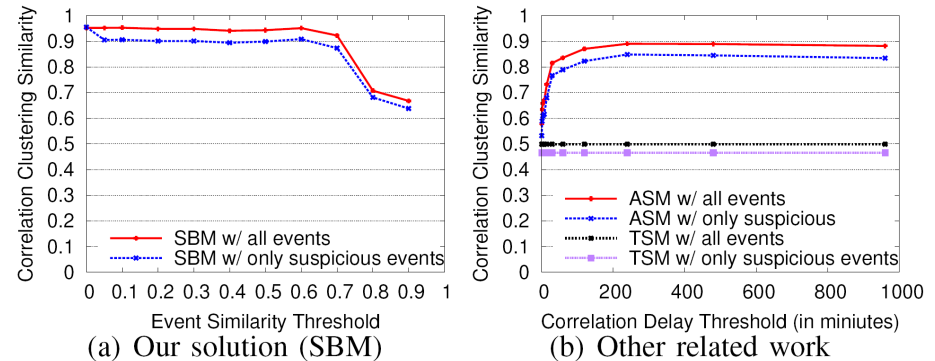 Correlation Clustering Similarity
1
0.9
0.8
0.7
0.6
0.5
0.4
0.3
0.2
0.1
0
SBM w/ all events
SBM w/ only suspicious events
0 0.1 0.2 0.3 0.4 0.5 0.6 0.7 0.8 0.9 1
Event Similarity Threshold
(a) Our solution (SBM)
Correlation Clustering Similarity
1
0.9
0.8
0.7
0.6
0.5
0.4
0.3
0.2
0.1
0
ASM w/ all events
ASM w/ only suspicious
TSM w/ all events
TSM w/ only suspicious events
0 200 400 600 800 1000
Correlation Delay Threshold (in miniutes)
(b) Other related work